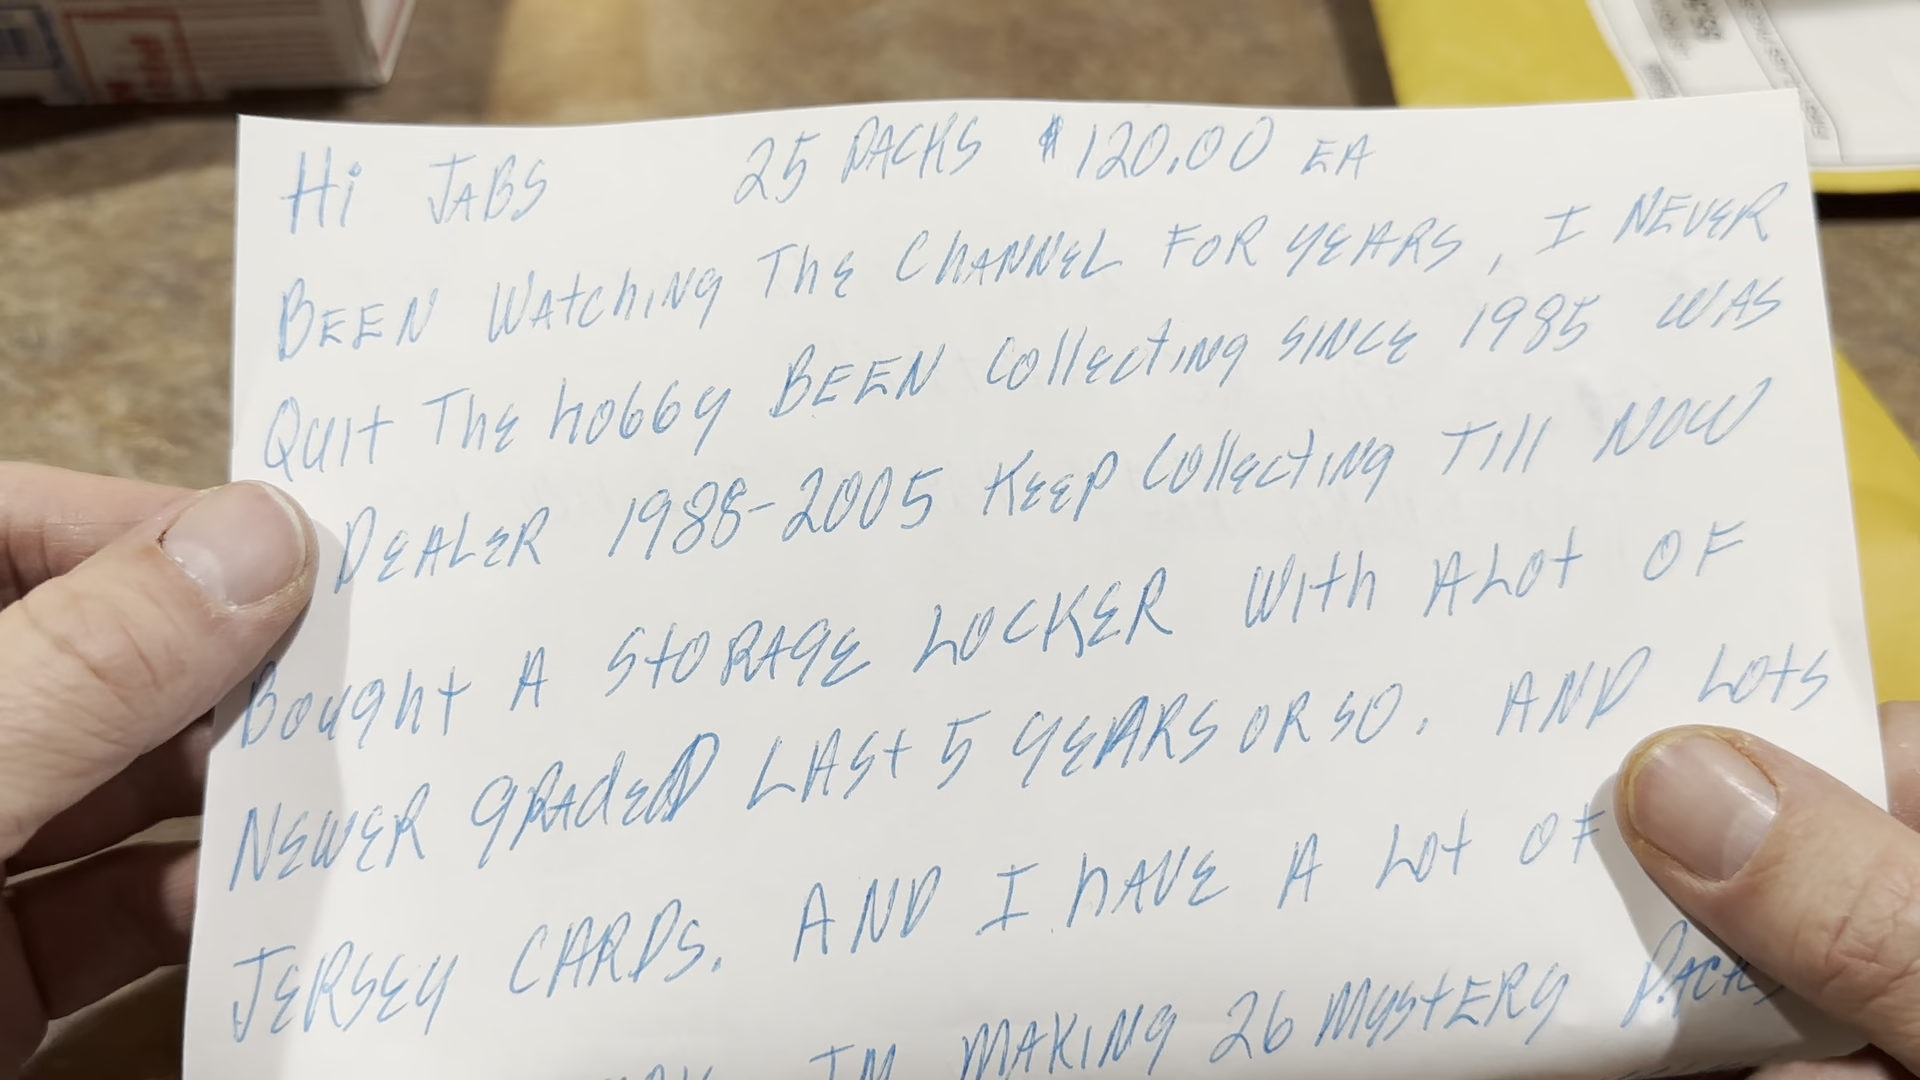 Hi JABS 25 PACKS $120.00 EA
BEEN WatchiNg The ChANNEL FOR YEARS, I NEVER
Quit The hobby BEEN CollectiNg SINCE 1985 WAS
DEALER 1988-2005 KEEP CollectiNg Till NOW
Bought A StORAgE LOCKER With ALot OF
NEWER gRAdED LAST 5 YEARS OR SO. AND Lots
JERSEY CARDS. AND I hAVE A Lot OF
I'M MAKING 26 MYSTERY PACKS